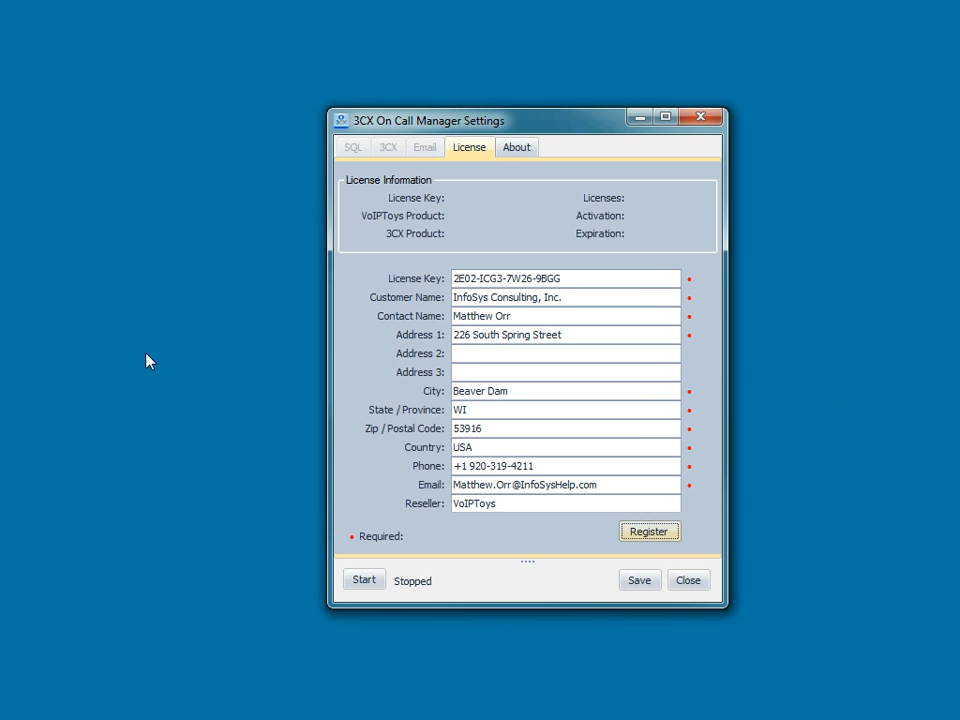 3CX On Call Manager Settings
SQL 3CX Email License About
License Information
License Key: Licenses:
VoIPToys Product: Activation:
3CX Product: Expiration:
License Key: 2E02-ICG3-7W26-9BGG
Customer Name: InfoSys Consulting, Inc.
Contact Name: Matthew Orr
Address 1: 226 South Spring Street
Address 2:
Address 3:
City: Beaver Dam
State / Province: WI
Zip / Postal Code: 53916
Country: USA
Phone: +1 920-319-4211
Email: Matthew.Orr@InfoSysHelp.com
Reseller: VoIPToys
• Required: Register
Start Stopped Save Close